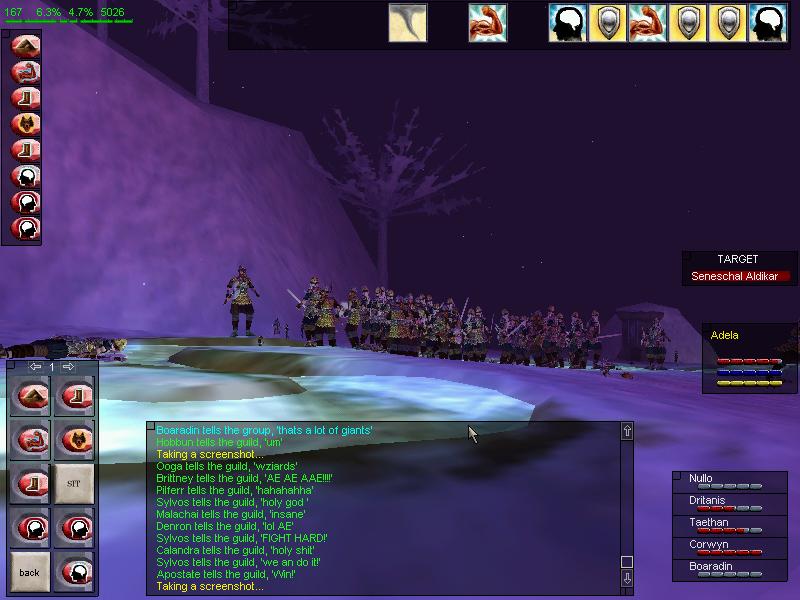 167 6.3% 4.7% 5026
TARGET
Seneschal Aldikar
Adela
1
SIT
back
Boaradin tells the group, 'thats a lot of giants'
Hobbun tells the guild, 'um'
Taking a screenshot...
Ooga tells the guild, 'wziards'
Brittney tells the guild, 'AE AE AAE!!!!'
Pilferr tells the guild, 'hahahahha'
Sylvos tells the guild, 'holy god '
Malachai tells the guild, 'insane'
Denron tells the guild, 'lol AE'
Sylvos tells the guild, 'FIGHT HARD!'
Calandra tells the guild, 'holy shit'
Sylvos tells the guild, 'we an do it!'
Apostate tells the guild, 'Win!'
Taking a screenshot...
Nullo
Dritanis
Taethan
Corwyn
Boaradin